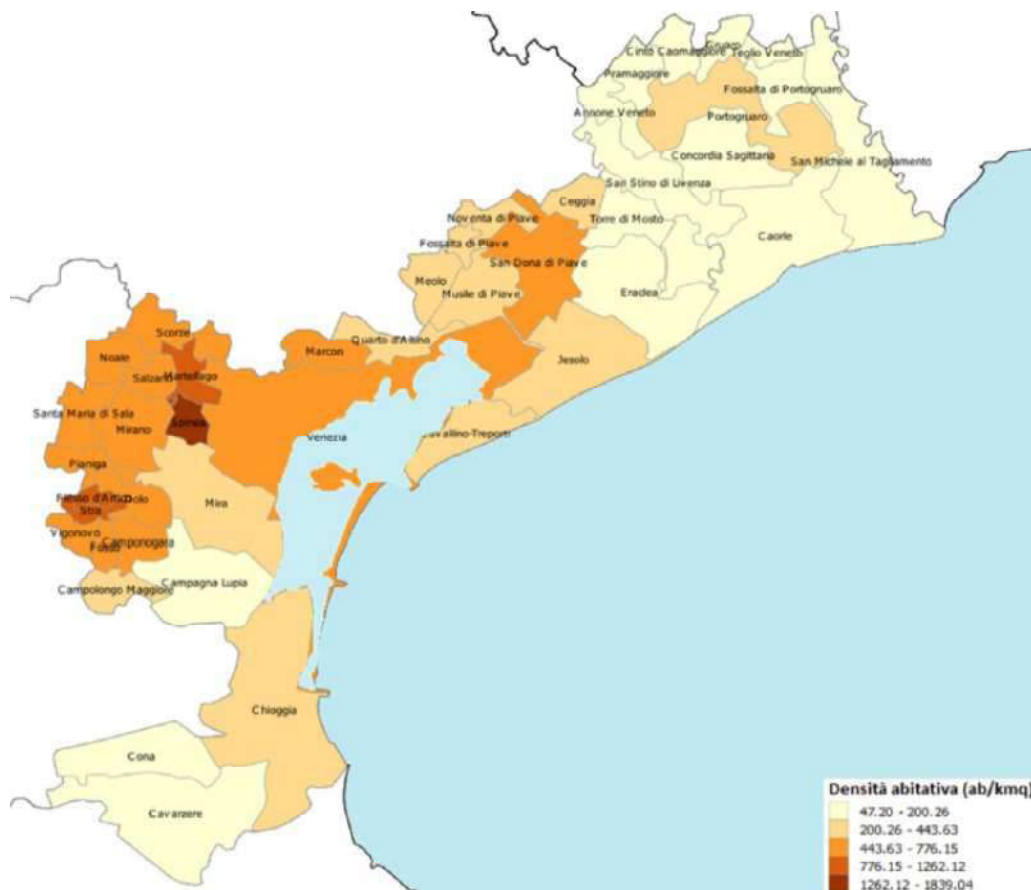 Gruaro
Cinto Caomaggiore
Teglio Veneto
Pramaggiore
Fossalta di Portogruaro
Annone Veneto
Portogruaro
Concordia Sagittaria
San Michele al Tagliamento
San Stino di Livenza
Ceggia
Noventa di Piave
Torre di Mosto
Caorle
Fossalta di Piave
San Dona di Piave
Meolo
Musile di Piave
Eraclea
Scorze
Quarto d'Altino
Marcon
Noale
Jesolo
Salzano
Martellago
Santa Maria di Sala
Spinea
Mirano
Venezia
Cavallino-Treporti
Pianiga
Fiesso d'Artico
Dolo
Mira
Stra
Vigonovo
Camponogara
Fosso
Campagna Lupia
Campolongo Maggiore
Chioggia
Cona
Cavarzere
Densità abitativa (ab/kmq)
47.20 - 200.26
200.26 - 443.63
443.63 - 776.15
776.15 - 1262.12
1262.12 - 1839.04